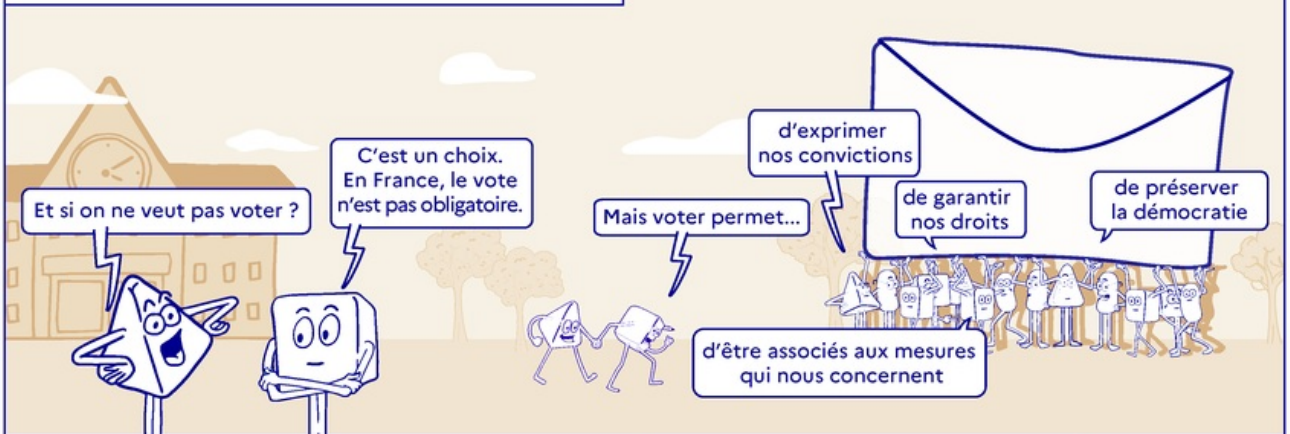 Et si on ne veut pas voter ?
C'est un choix.
En France, le vote
n'est pas obligatoire.
Mais voter permet...
d'exprimer
nos convictions
de garantir
nos droits
de préserver
la démocratie
d'être associés aux mesures
qui nous concernent